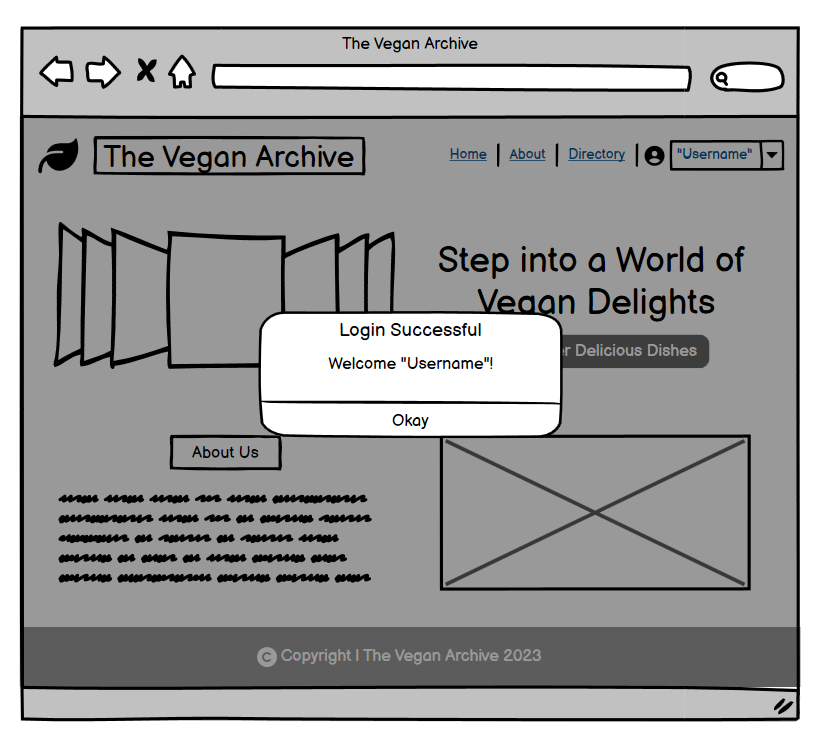 The Vegan Archive
The Vegan Archive
Home | About | Directory | "Username"
Step into a World of
Vegan Delights
Delicious Dishes
Login Successful
Welcome "Username"!
Okay
About Us
© Copyright | The Vegan Archive 2023